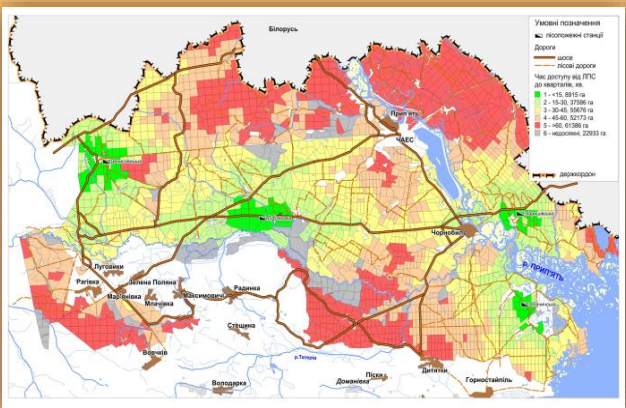 Білорусь
Умовні позначення
лісопожежні станції
Дороги
шосе
лісові дороги
Час доступу від ЛПС
до кварталів, хв.
1 - <15, 8915 га
2 - 15-30, 37586 га
3 - 30-45, 55676 га
4 - 45-60, 52173 га
5 - >60, 61386 га
6 - недосяжні, 22933 га
держкордон
Прип'ять
ЧАЕС
Чорнобиль
р. ПРИП'ЯТЬ
Луговики
Рагівка
Зелена Поляна
Мар'янівка
Млачівка
Максимовичі
Радинка
Стещина
Вовчків
р.Тетерів
Володарка
Доманівка
Піски
Дитятки
Горностайпіль